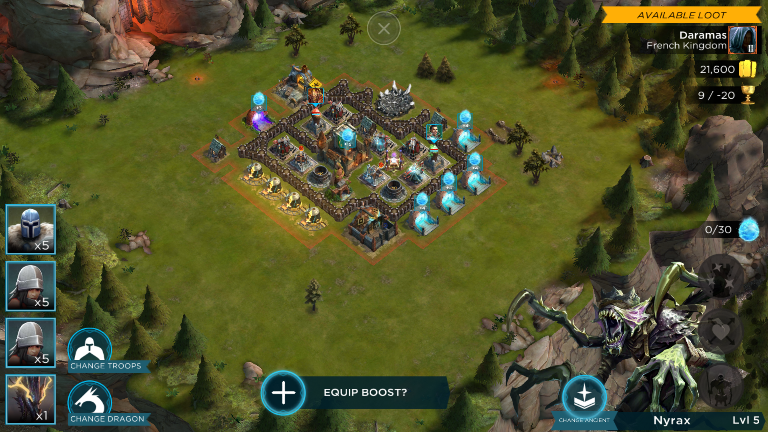 AVAILABLE LOOT
Daramas
French Kingdom
II
21,600
9 / -20
0/30
x5
x5
x5
x1
CHANGE TROOPS
CHANGE DRAGON
EQUIP BOOST?
CHANGE ANCIENT
Nyrax
Lvl 5